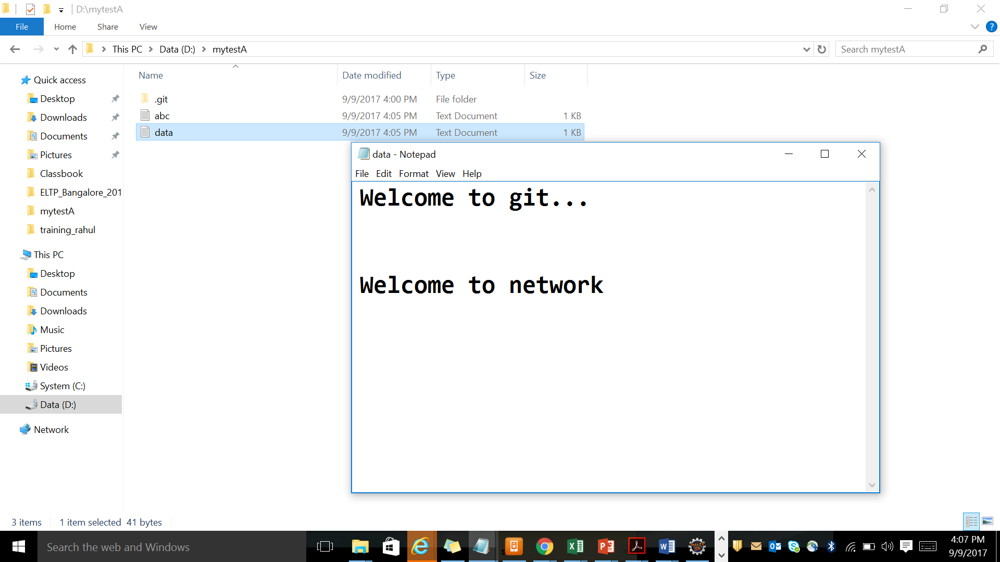 D:\mytestA
File Home Share View
This PC Data (D:) mytestA Search mytestA
Name Date modified Type Size
.git 9/9/2017 4:00 PM File folder
abc 9/9/2017 4:05 PM Text Document 1 KB
data 9/9/2017 4:05 PM Text Document 1 KB
Quick access
Desktop
Downloads
Documents
Pictures
Classbook
ELTP_Bangalore_201
mytestA
training_rahul
This PC
Desktop
Documents
Downloads
Music
Pictures
Videos
System (C:)
Data (D:)
Network
data - Notepad
File Edit Format View Help
Welcome to git...
Welcome to network
3 items 1 item selected 41 bytes
Search the web and Windows
4:07 PM
9/9/2017